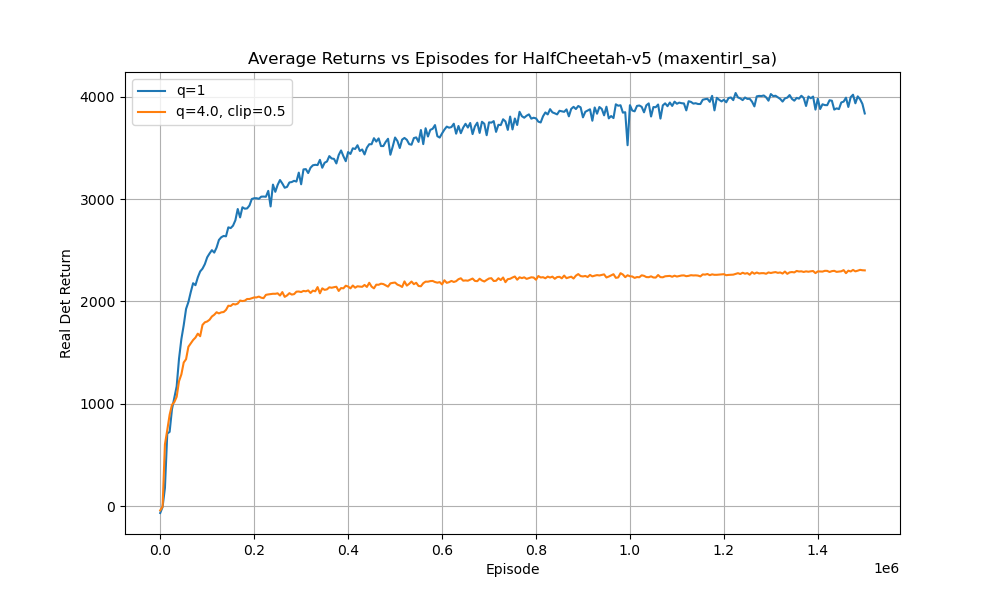 Average Returns vs Episodes for HalfCheetah-v5 (maxentirl_sa)
q=1
q=4.0, clip=0.5
4000
3000
2000
1000
0
Real Det Return
0.0 0.2 0.4 0.6 0.8 1.0 1.2 1.4
Episode
1e6